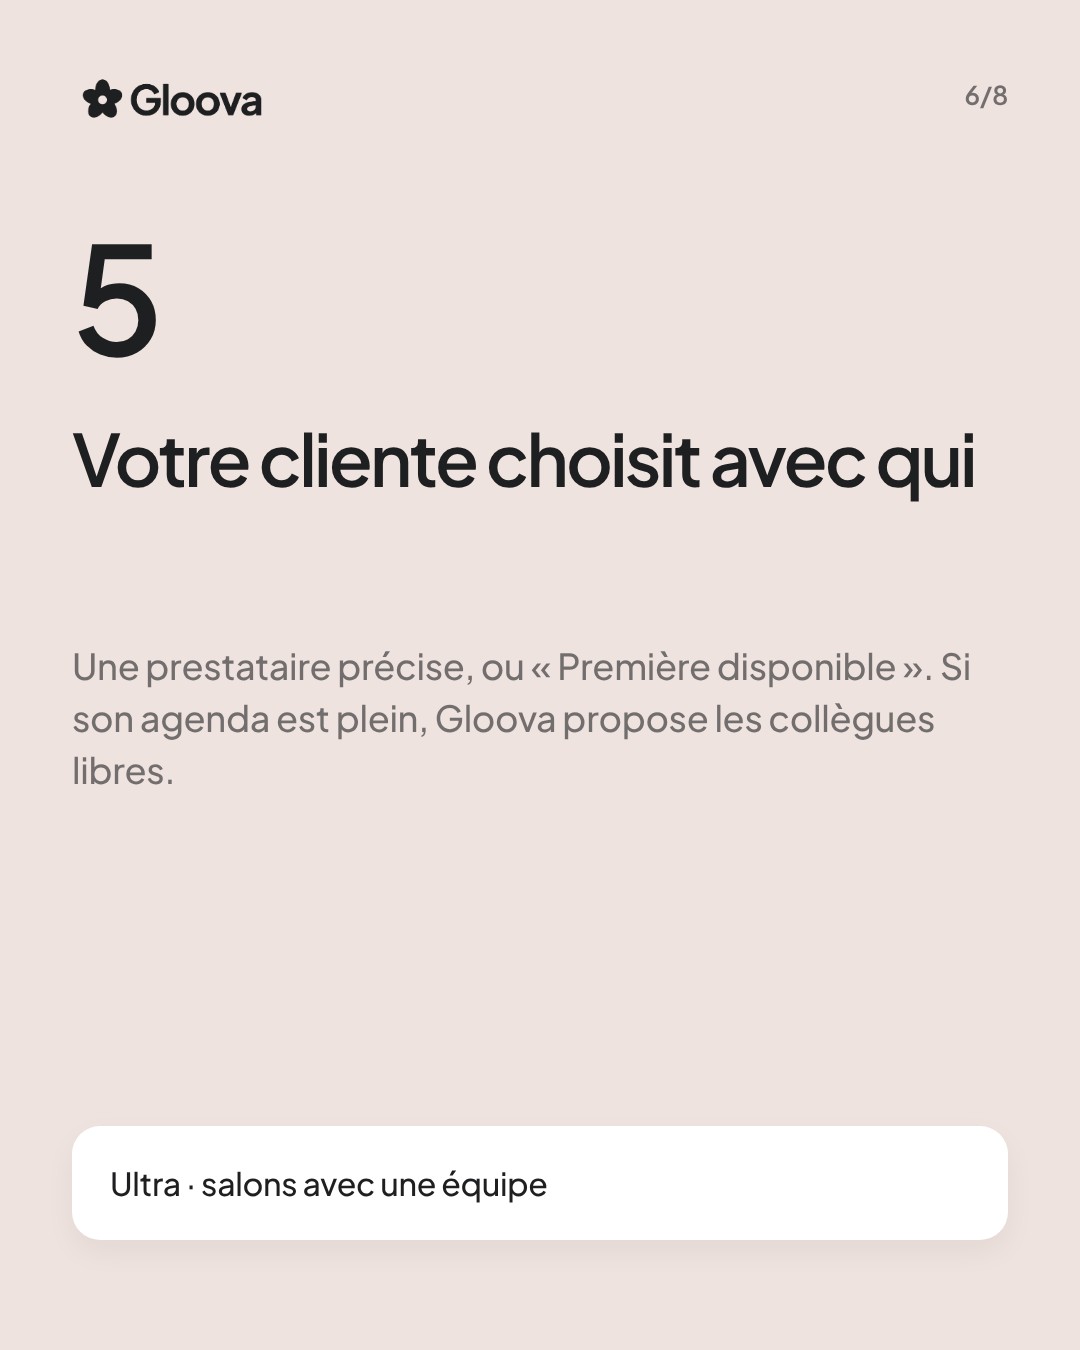 Gloova
6/8
5
Votre cliente choisit avec qui
Une prestataire précise, ou « Première disponible ». Si
son agenda est plein, Gloova propose les collègues
libres.
Ultra · salons avec une équipe